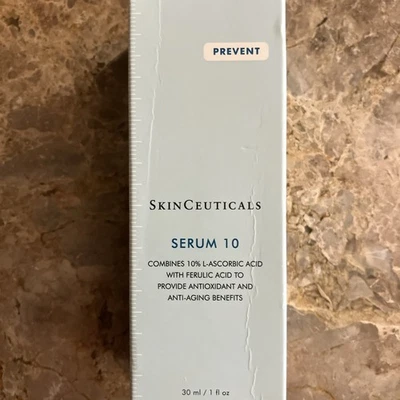 PREVENT
SKINCEUTICALS
SERUM 10
COMBINES 10% L-ASCORBIC ACID
WITH FERULIC ACID TO
PROVIDE ANTIOXIDANT AND
ANTI-AGING BENEFITS
30 ml / 1 fl oz